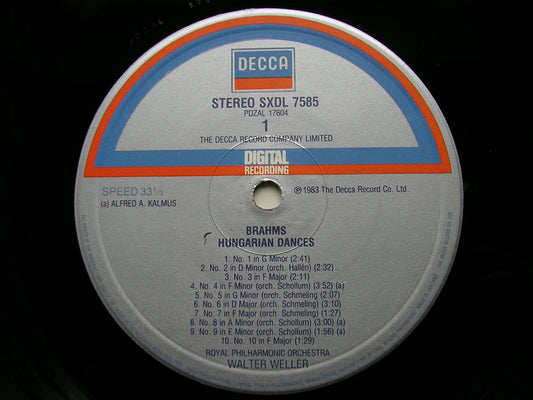 DECCA
STEREO SXDL 7585
PDZAL 17604
1
THE DECCA RECORD COMPANY LIMITED
DIGITAL
RECORDING
SPEED 33⅓
℗1983 The Decca Record Co. Ltd.
(a) ALFRED A. KALMUS
BRAHMS
HUNGARIAN DANCES
1. No. 1 in G Minor (2:41)
2. No. 2 in D Minor (orch. Hallén) (2:32)
3. No. 3 in F Major (2:11)
4. No. 4 in F Minor (orch. Schollum) (3:52) (a)
5. No. 5 in G Minor (orch. Schmeling) (2:07)
6. No. 6 in D Major (orch. Schmeling) (3:10)
7. No. 7 in F Major (orch. Schmeling) (1:27)
8. No. 8 in A Minor (orch. Schollum) (3:00) (a)
9. No. 9 in E Minor (orch. Schollum) (1:56) (a)
10. No. 10 in F Major (1:29)
ROYAL PHILHARMONIC ORCHESTRA
WALTER WELLER